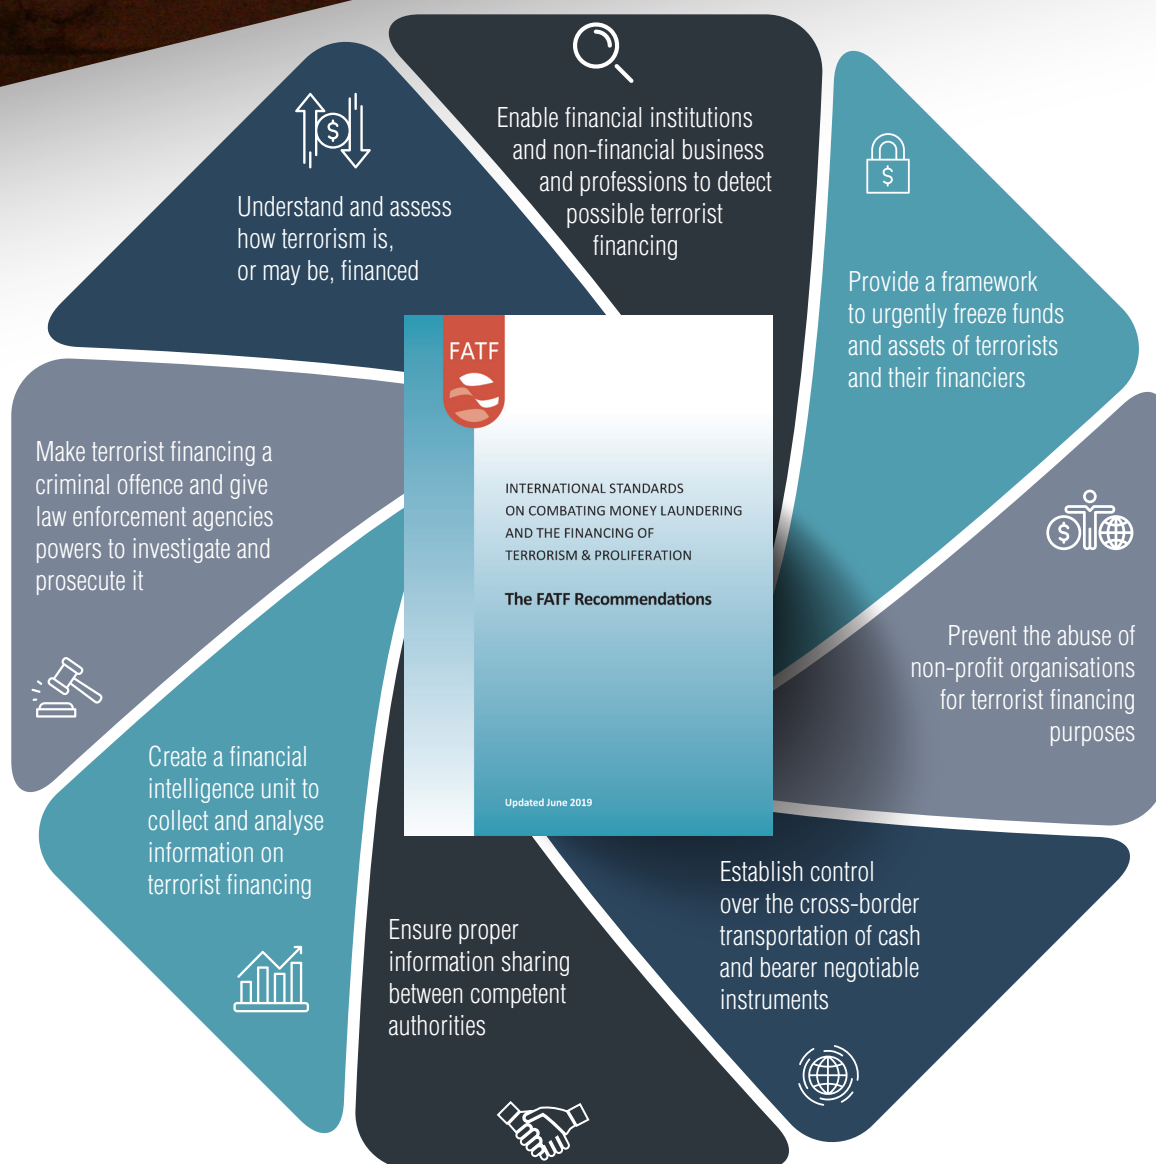 Enable financial institutions
and non-financial business
and professions to detect
possible terrorist
financing
Provide a framework
to urgently freeze funds
and assets of terrorists
and their financiers
Prevent the abuse of
non-profit organisations
for terrorist financing
purposes
Establish control
over the cross-border
transportation of cash
and bearer negotiable
instruments
Ensure proper
information sharing
between competent
authorities
Create a financial
intelligence unit to
collect and analyse
information on
terrorist financing
Make terrorist financing a
criminal offence and give
law enforcement agencies
powers to investigate and
prosecute it
Understand and assess
how terrorism is,
or may be, financed
FATF
INTERNATIONAL STANDARDS
ON COMBATING MONEY LAUNDERING
AND THE FINANCING OF
TERRORISM & PROLIFERATION
The FATF Recommendations
Updated June 2019